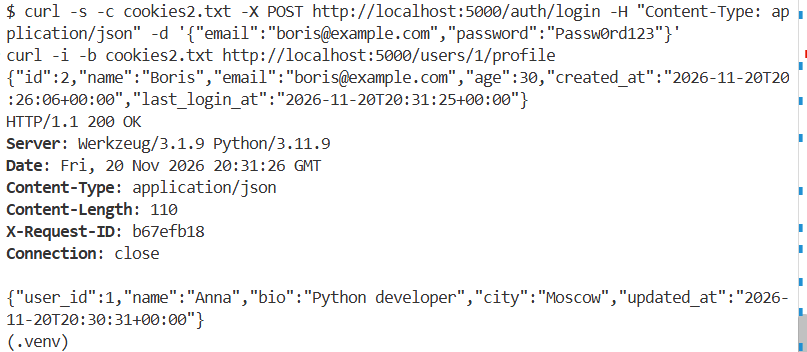 $ curl -s -c cookies2.txt -X POST http://localhost:5000/auth/login -H "Content-Type: ap
plication/json" -d '{"email":"boris@example.com","password":"Passw0rd123"}'
curl -i -b cookies2.txt http://localhost:5000/users/1/profile
{"id":2,"name":"Boris","email":"boris@example.com","age":30,"created_at":"2026-11-20T20
:26:06+00:00","last_login_at":"2026-11-20T20:31:25+00:00"}
HTTP/1.1 200 OK
Server: Werkzeug/3.1.9 Python/3.11.9
Date: Fri, 20 Nov 2026 20:31:26 GMT
Content-Type: application/json
Content-Length: 110
X-Request-ID: b67efb18
Connection: close

{"user_id":1,"name":"Anna","bio":"Python developer","city":"Moscow","updated_at":"2026-
11-20T20:30:31+00:00"}
(.venv)